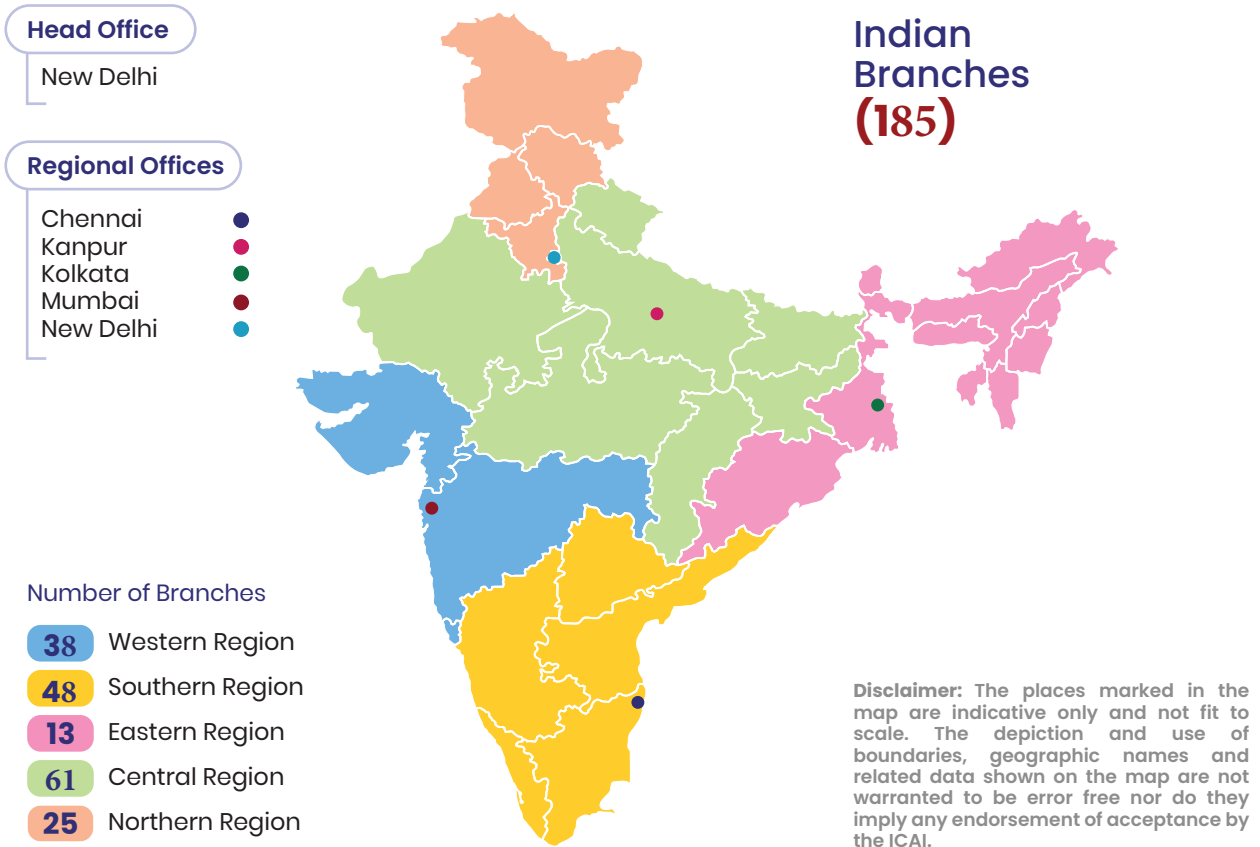 Head Office
New Delhi
Regional Offices
Chennai
Kanpur
Kolkata
Mumbai
New Delhi
Indian
Branches
(185)
Number of Branches
38 Western Region
48 Southern Region
13 Eastern Region
61 Central Region
25 Northern Region
Disclaimer: The places marked in the
map are indicative only and not fit to
scale. The depiction and use of
boundaries, geographic names and
related data shown on the map are not
warranted to be error free nor do they
imply any endorsement of acceptance by
the ICAI.